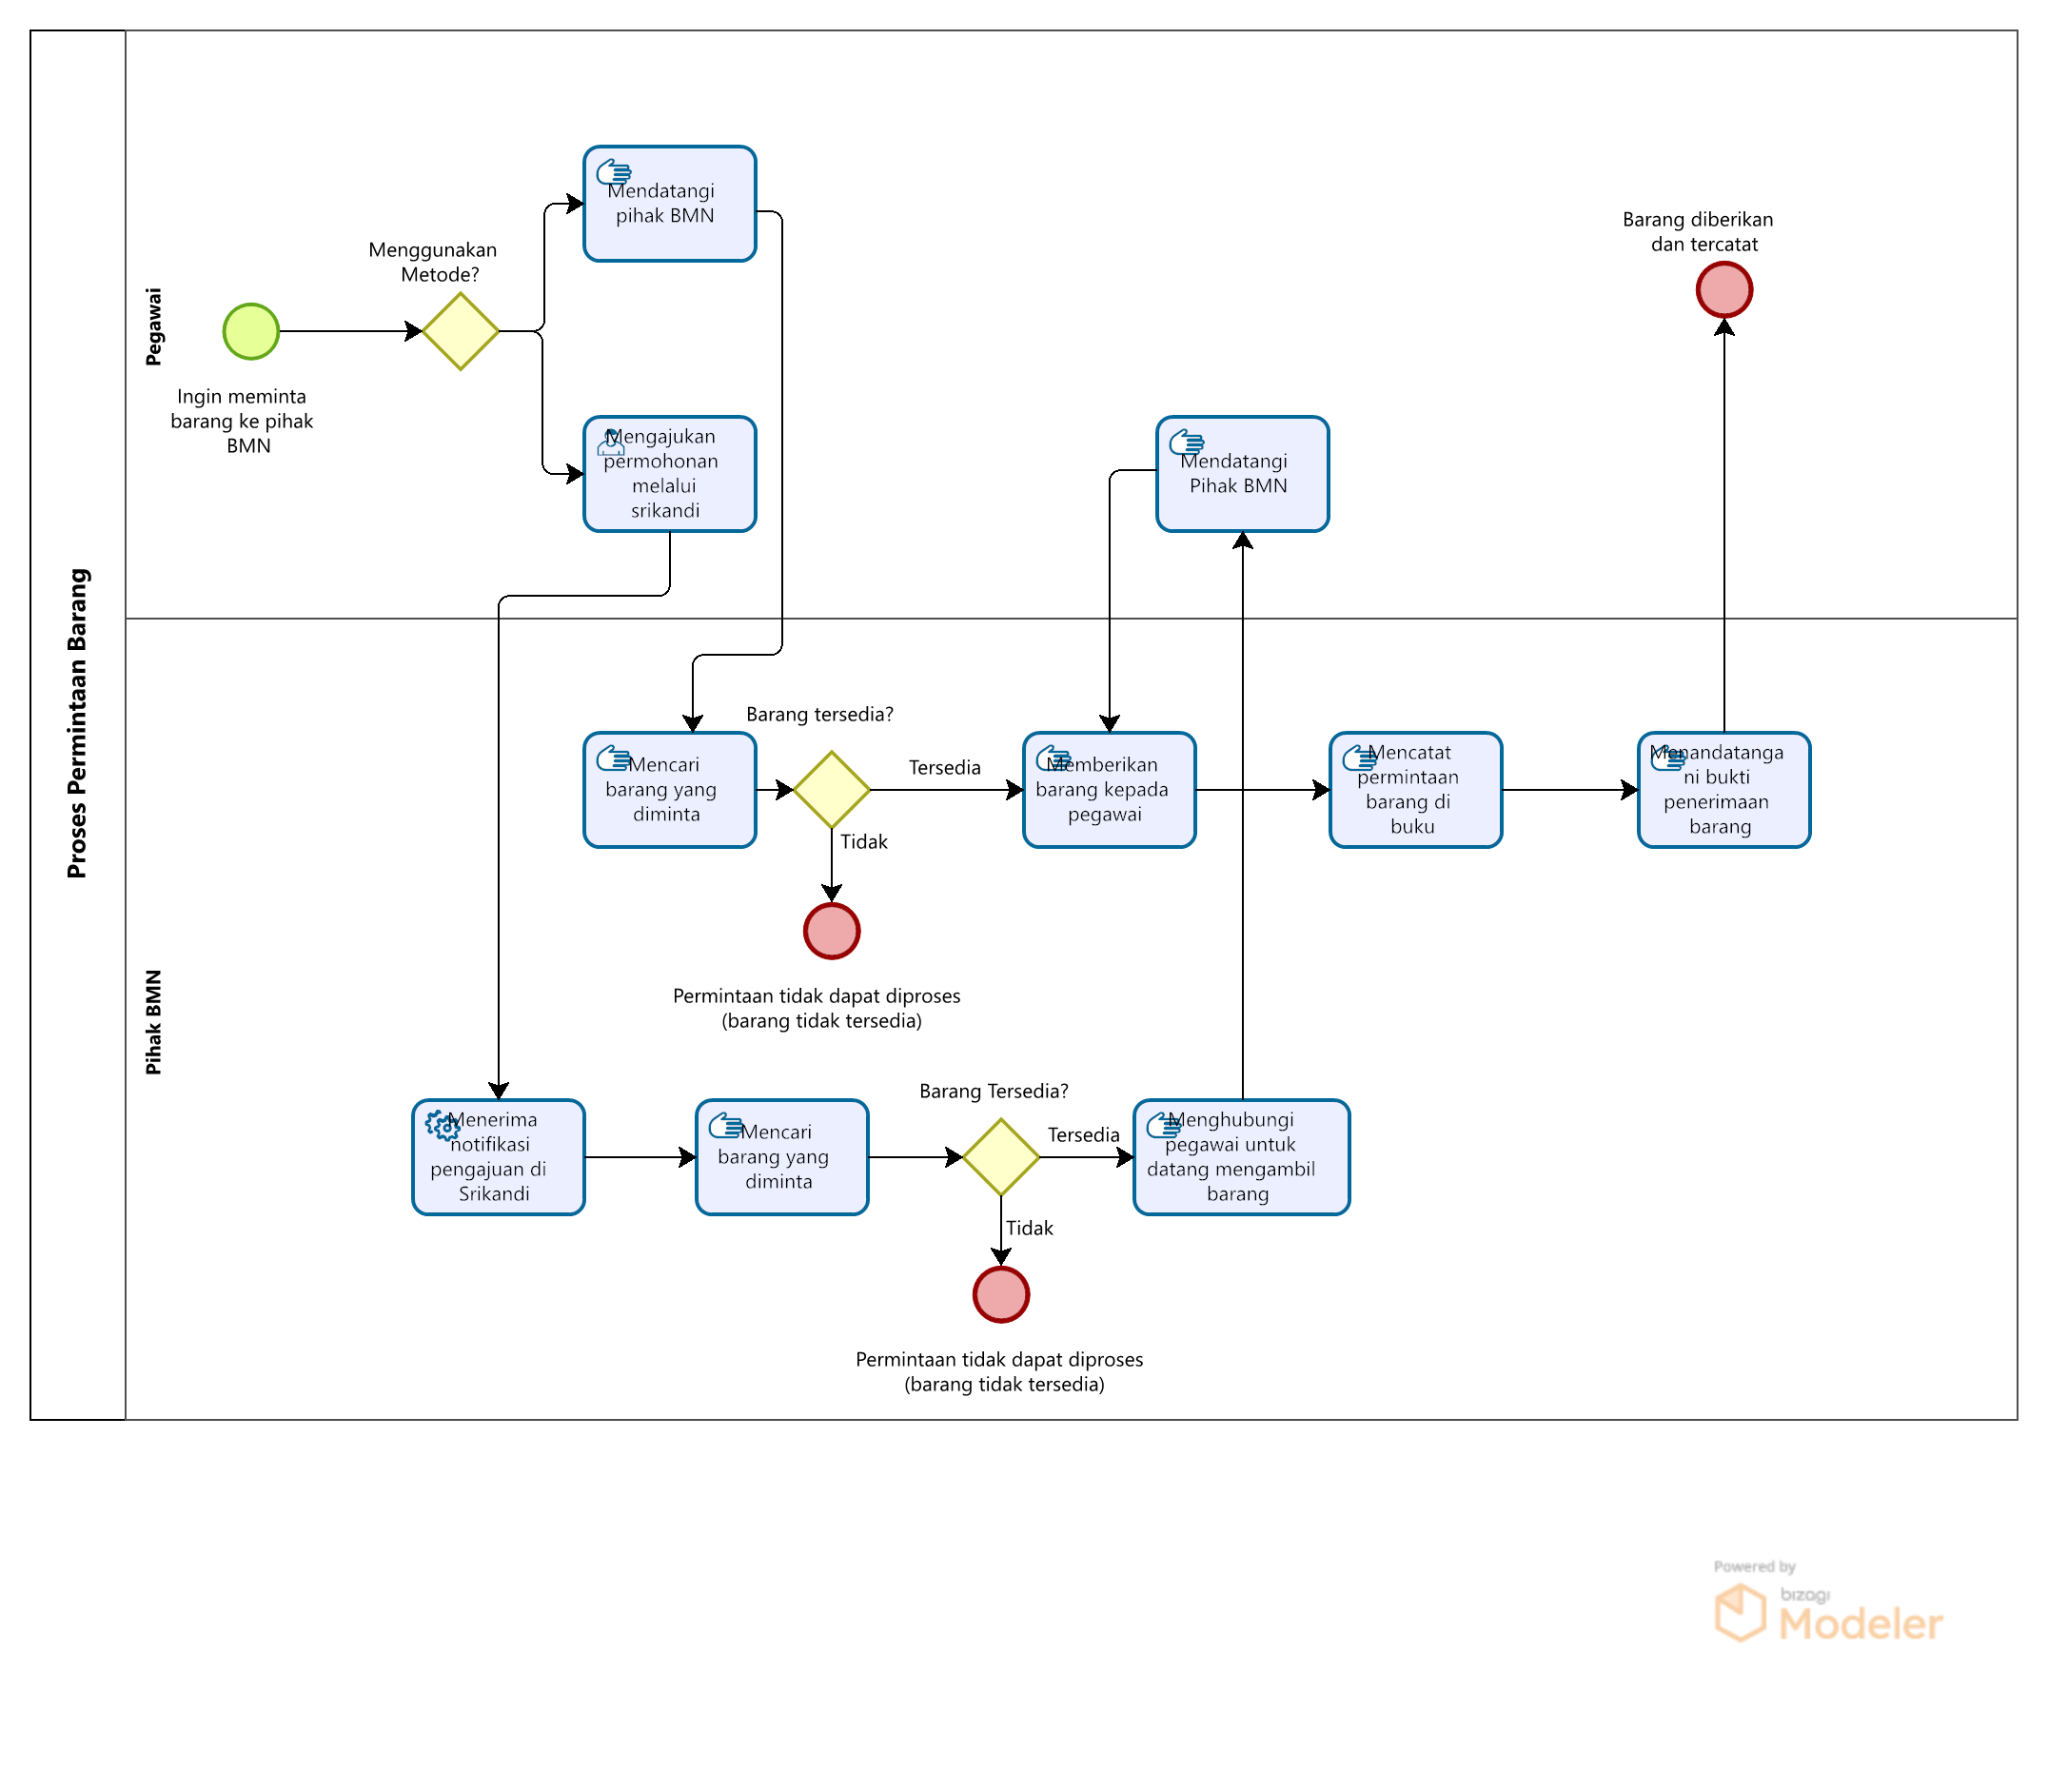 Proses Permintaan Barang
Pegawai
Ingin meminta
barang ke pihak
BMN
Menggunakan
Metode?
Mendatangi
pihak BMN
Mengajukan
permohonan
melalui
srikandi
Mendatangi
Pihak BMN
Barang diberikan
dan tercatat
Pihak BMN
Mencari
barang yang
diminta
Barang tersedia?
Tersedia
Tidak
Permintaan tidak dapat diproses
(barang tidak tersedia)
Memberikan
barang kepada
pegawai
Mencatat
permintaan
barang di
buku
Menandatanga
ni bukti
penerimaan
barang
Menerima
notifikasi
pengajuan di
Srikandi
Mencari
barang yang
diminta
Barang Tersedia?
Tersedia
Tidak
Permintaan tidak dapat diproses
(barang tidak tersedia)
Menghubungi
pegawai untuk
datang mengambil
barang
Powered by
bizagi
Modeler